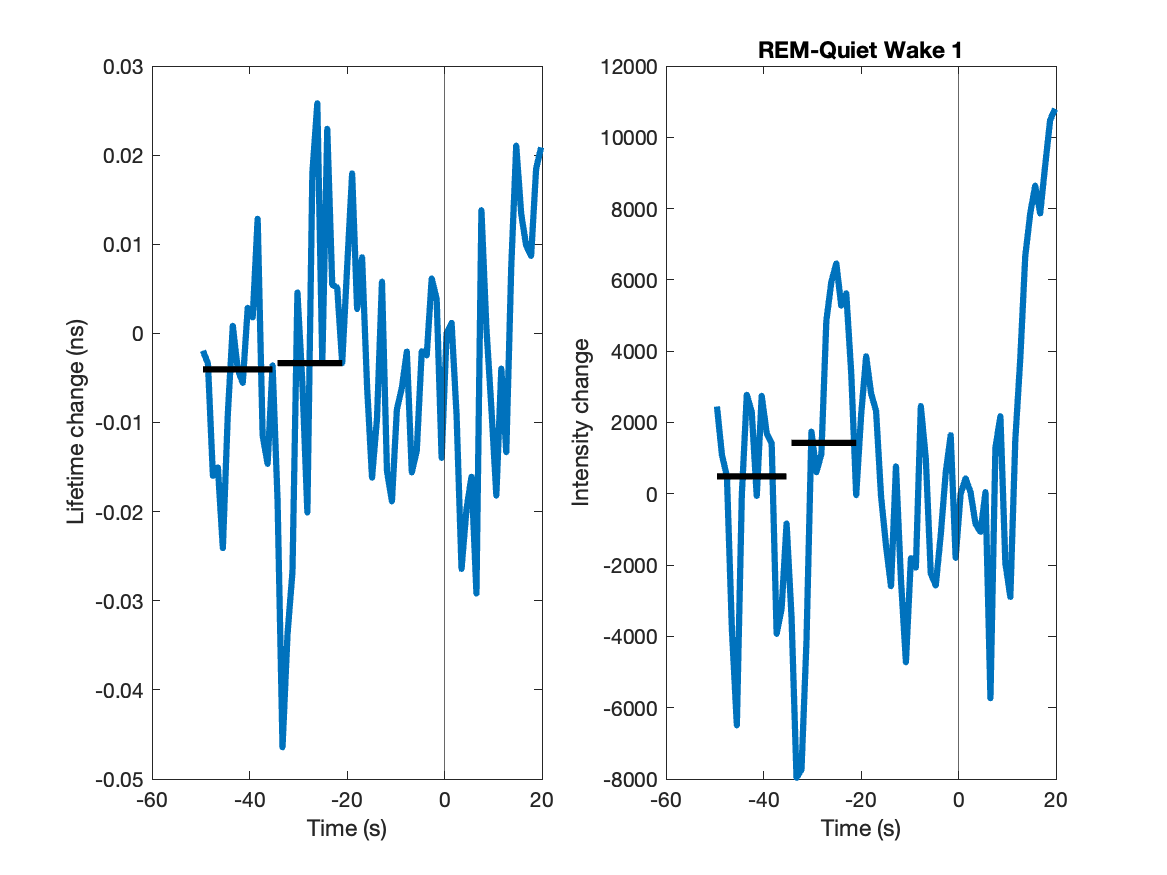 REM-Quiet Wake 1
Lifetime change (ns)
0.03
0.02
0.01
0
-0.01
-0.02
-0.03
-0.04
-0.05
-60 -40 -20 0 20
Time (s)
Intensity change
12000
10000
8000
6000
4000
2000
0
-2000
-4000
-6000
-8000
-60 -40 -20 0 20
Time (s)